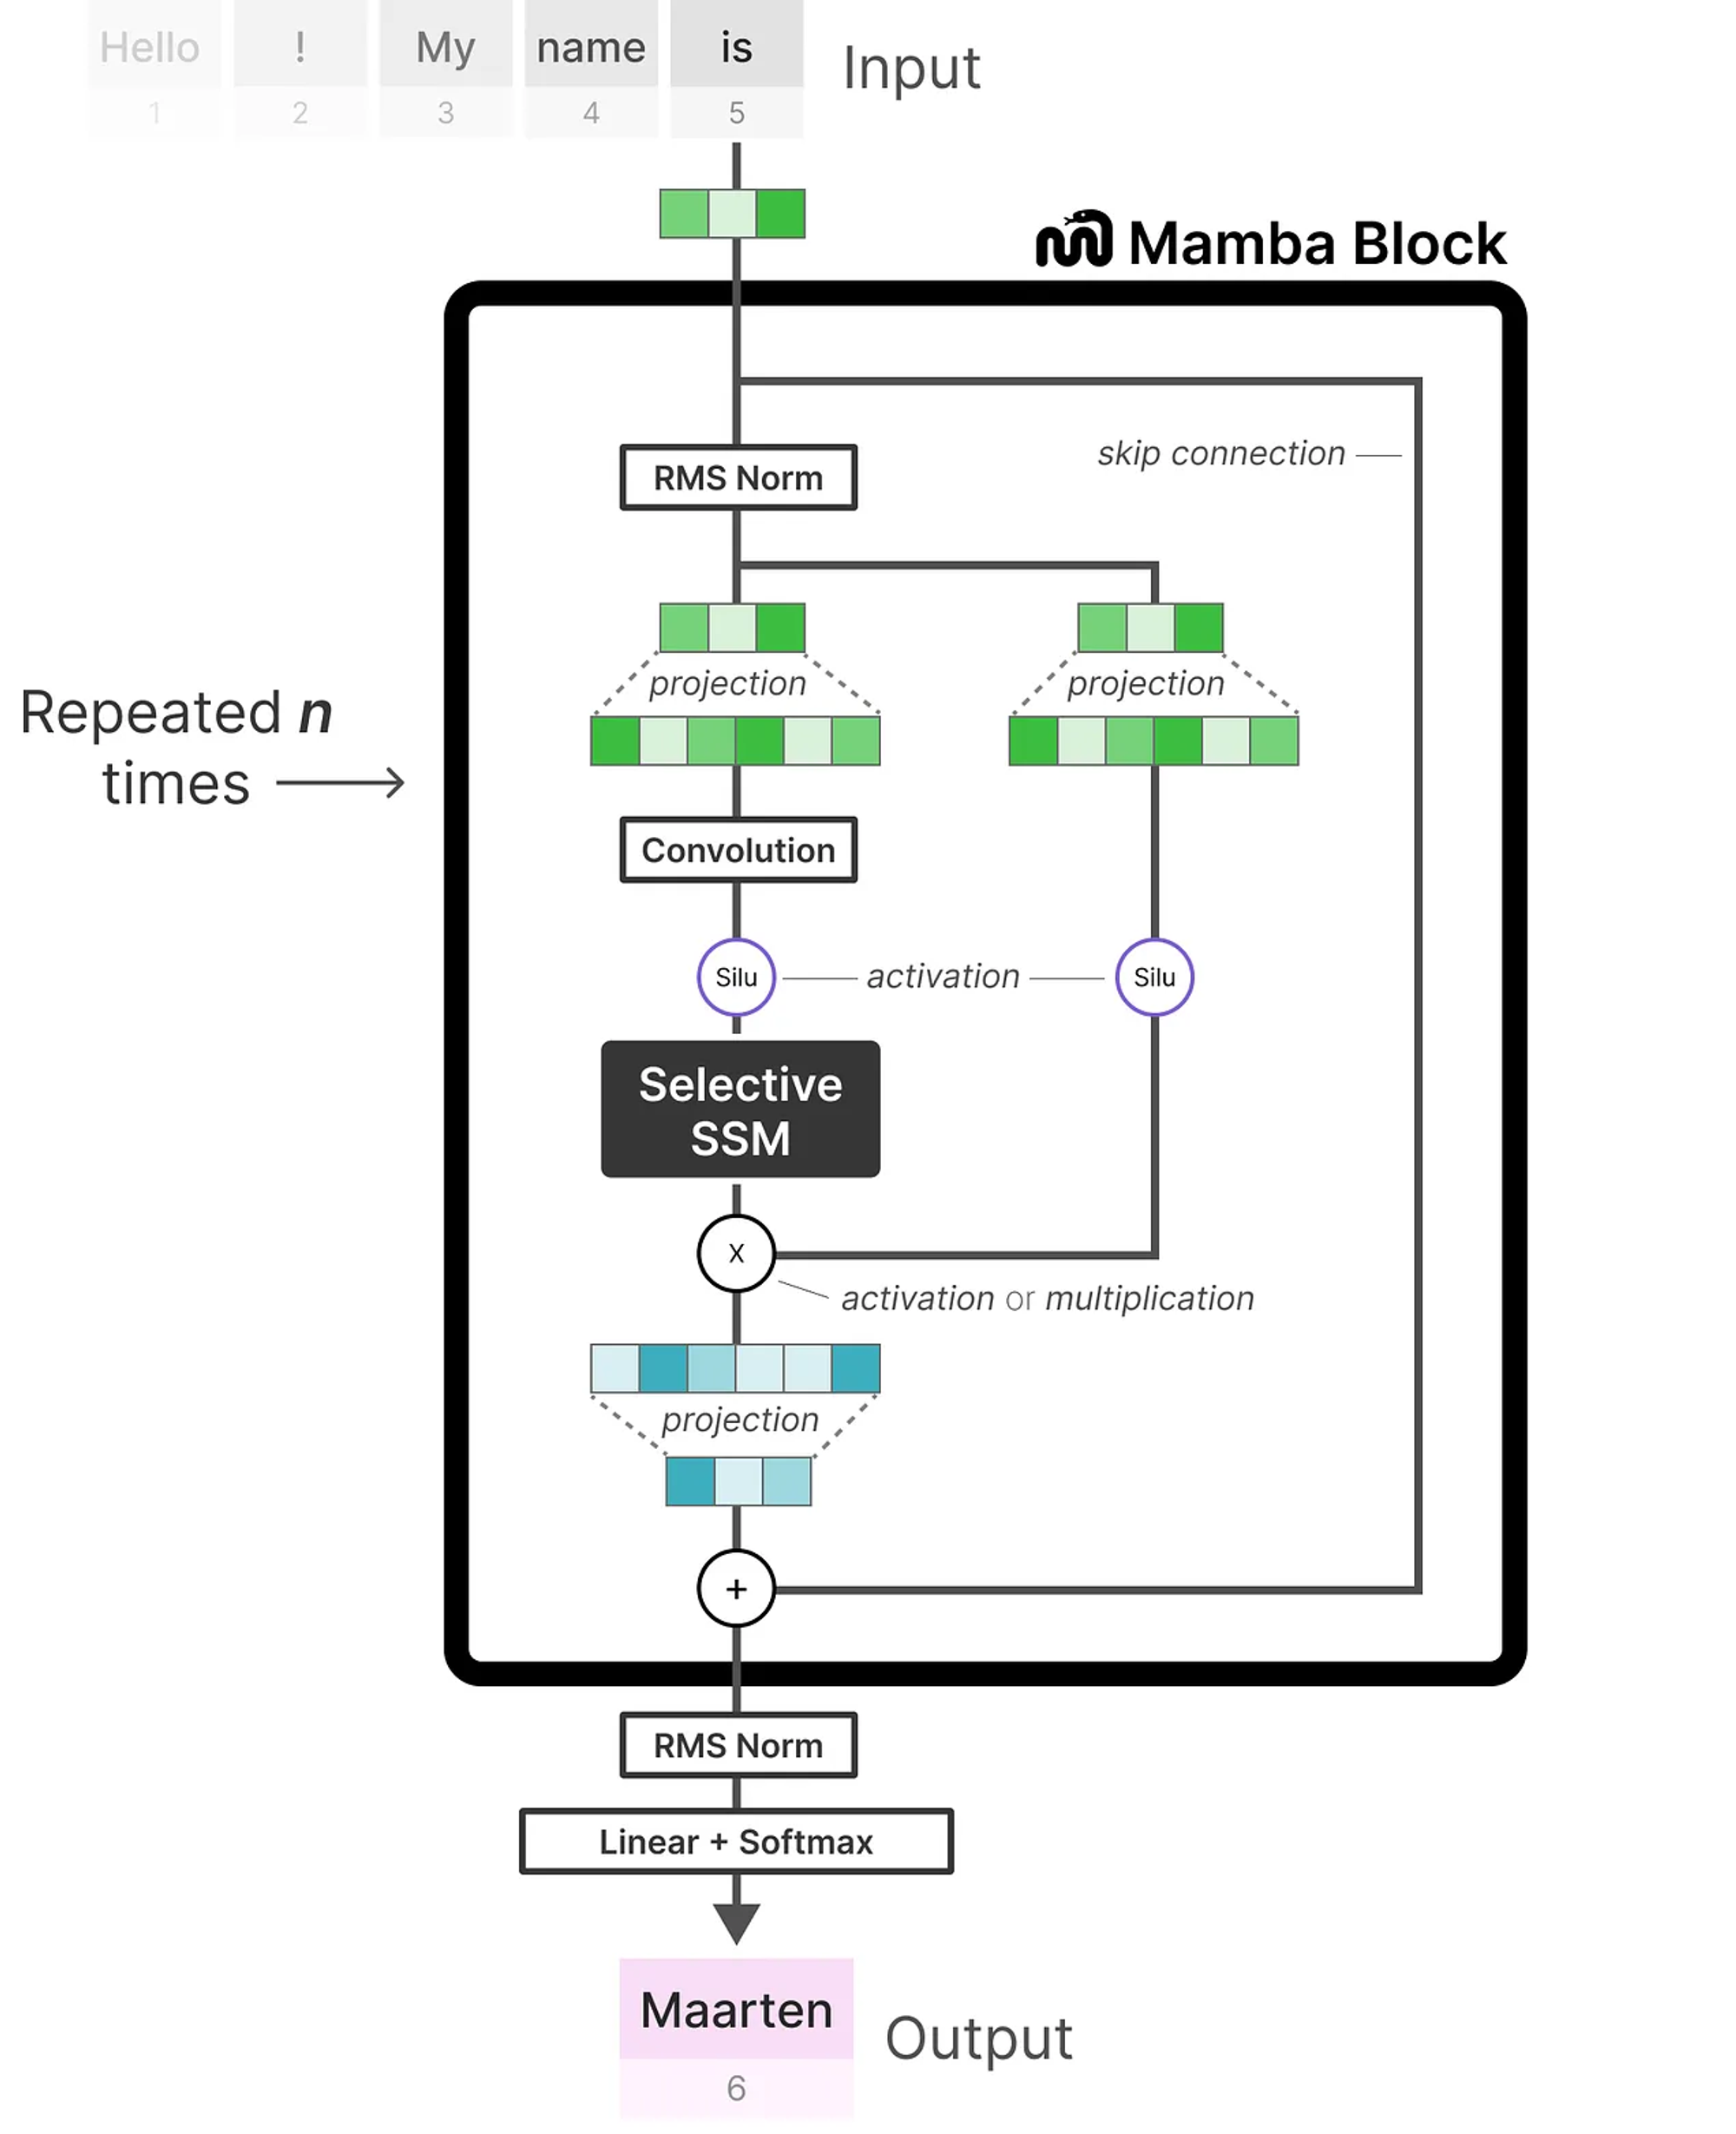 Hello ! My name is
1 2 3 4 5
Input
Mamba Block
skip connection
RMS Norm
projection projection
Repeated n
times
Convolution
Silu activation Silu
Selective
SSM
X
activation or multiplication
projection
+
RMS Norm
Linear + Softmax
Maarten
6
Output